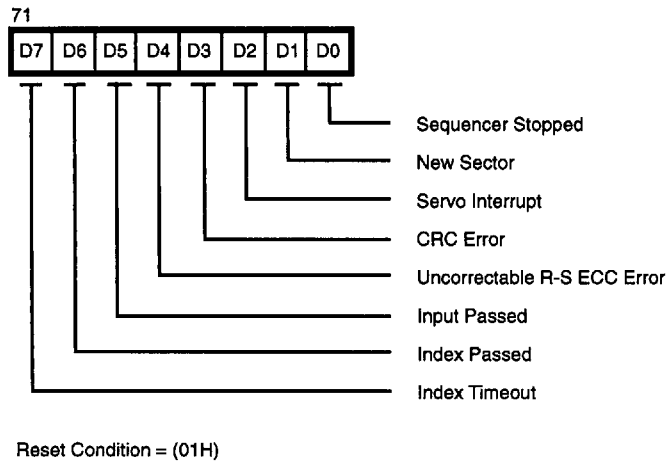 71
D7 D6 D5 D4 D3 D2 D1 D0
Sequencer Stopped
New Sector
Servo Interrupt
CRC Error
Uncorrectable R-S ECC Error
Input Passed
Index Passed
Index Timeout
Reset Condition = (01H)